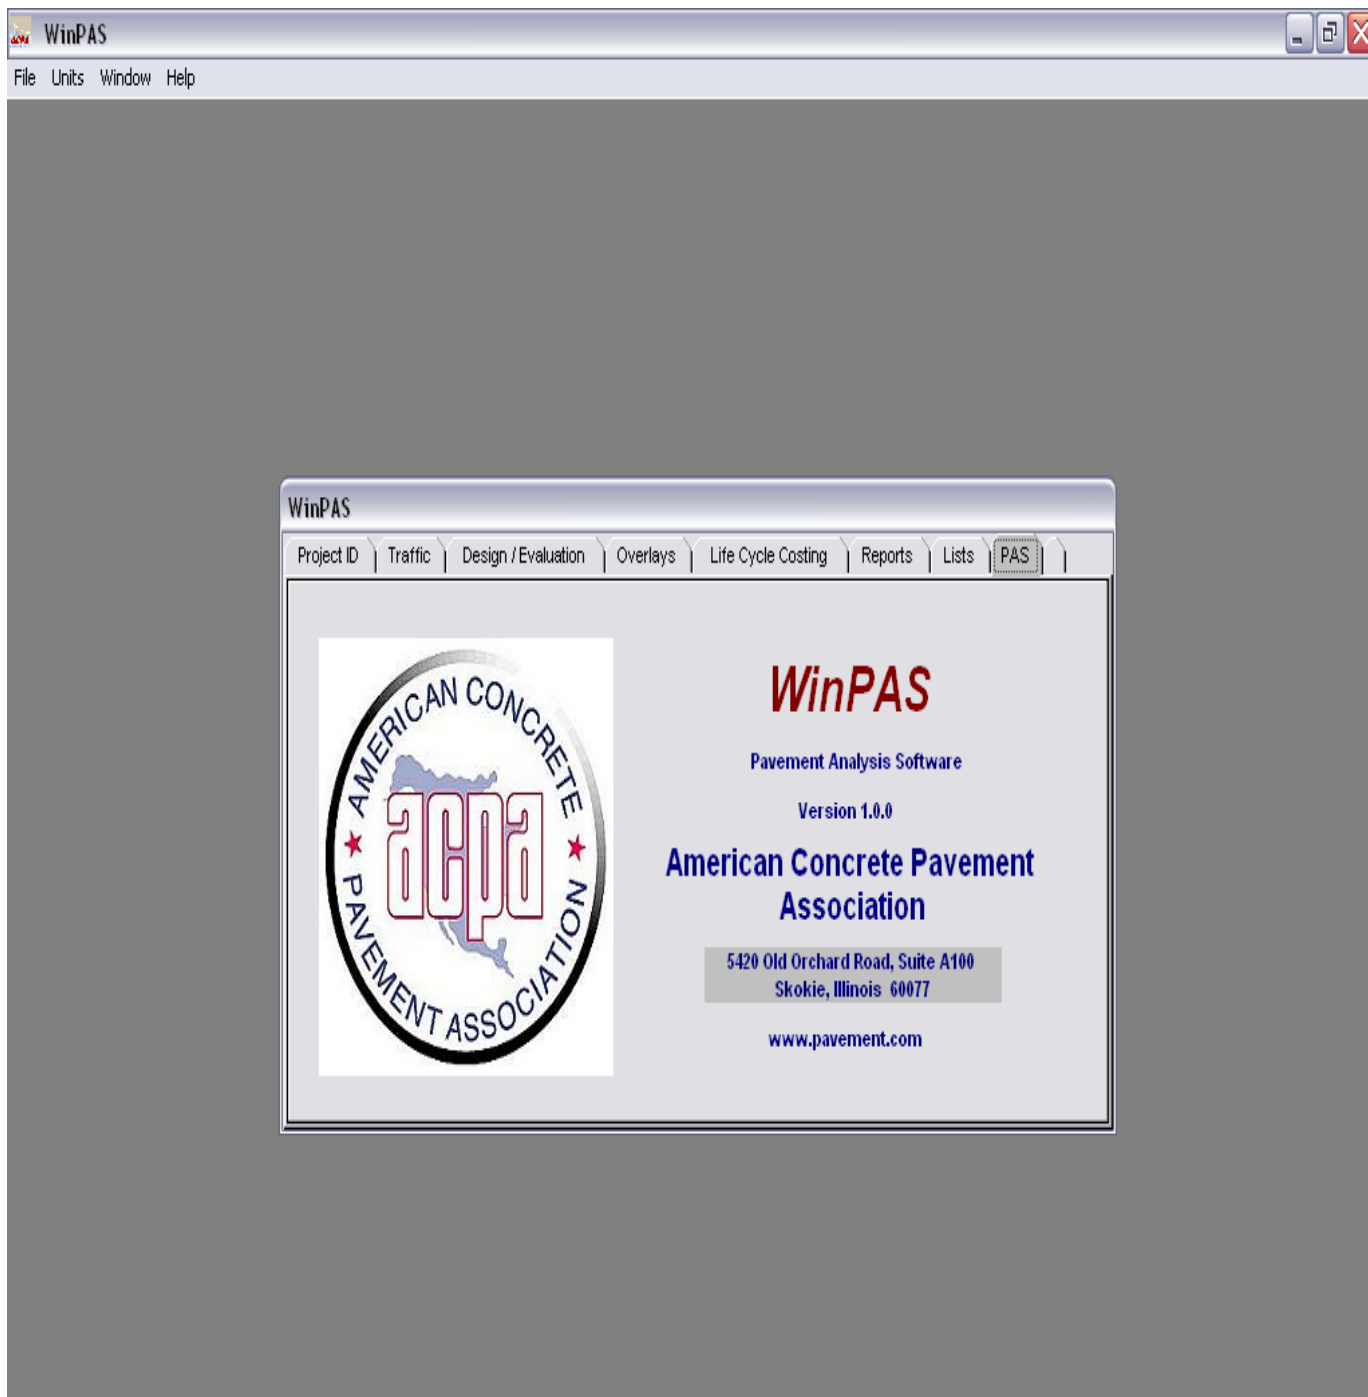 WinPAS
File Units Window Help
WinPAS
Project ID Traffic Design / Evaluation Overlays Life Cycle Costing Reports Lists PAS
AMERICAN CONCRETE
PAVEMENT ASSOCIATION
acpa
WinPAS
Pavement Analysis Software
Version 1.0.0
American Concrete Pavement
Association
5420 Old Orchard Road, Suite A100
Skokie, Illinois 60077
www.pavement.com